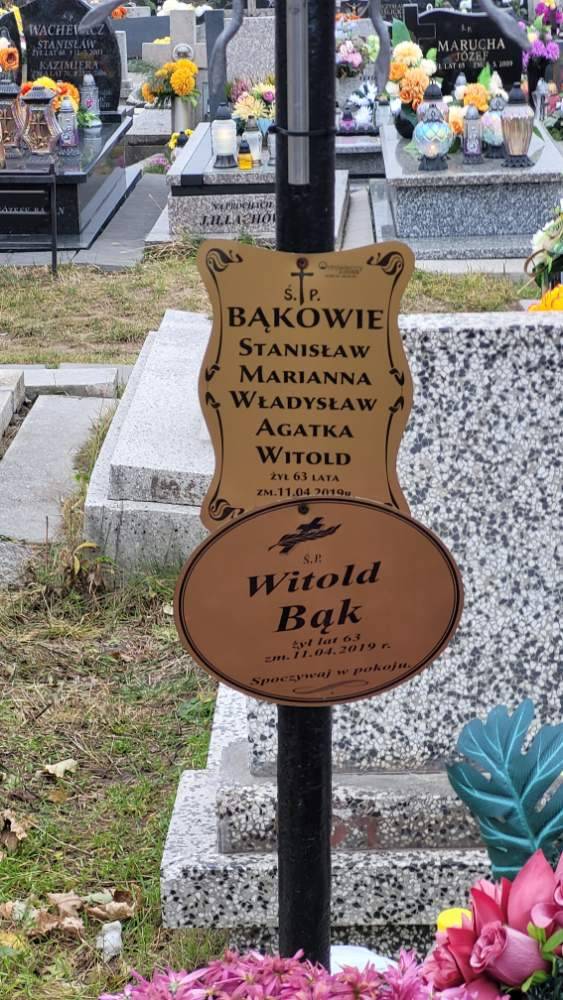 WACHEWICZ
STANISŁAW
KAZIMIERA
Ś. P.
MARUCHA
JÓZEF
Ś. P.
BĄKOWIE
STANISŁAW
MARIANNA
WŁADYSŁAW
AGATKA
WITOLD
ŻYŁ 63 LATA
ZM. 11.04.2019R.
Ś.P.
Witold
Bąk
żył lat 63
zm. 11.04.2019 r.
Spoczywaj w pokoju.